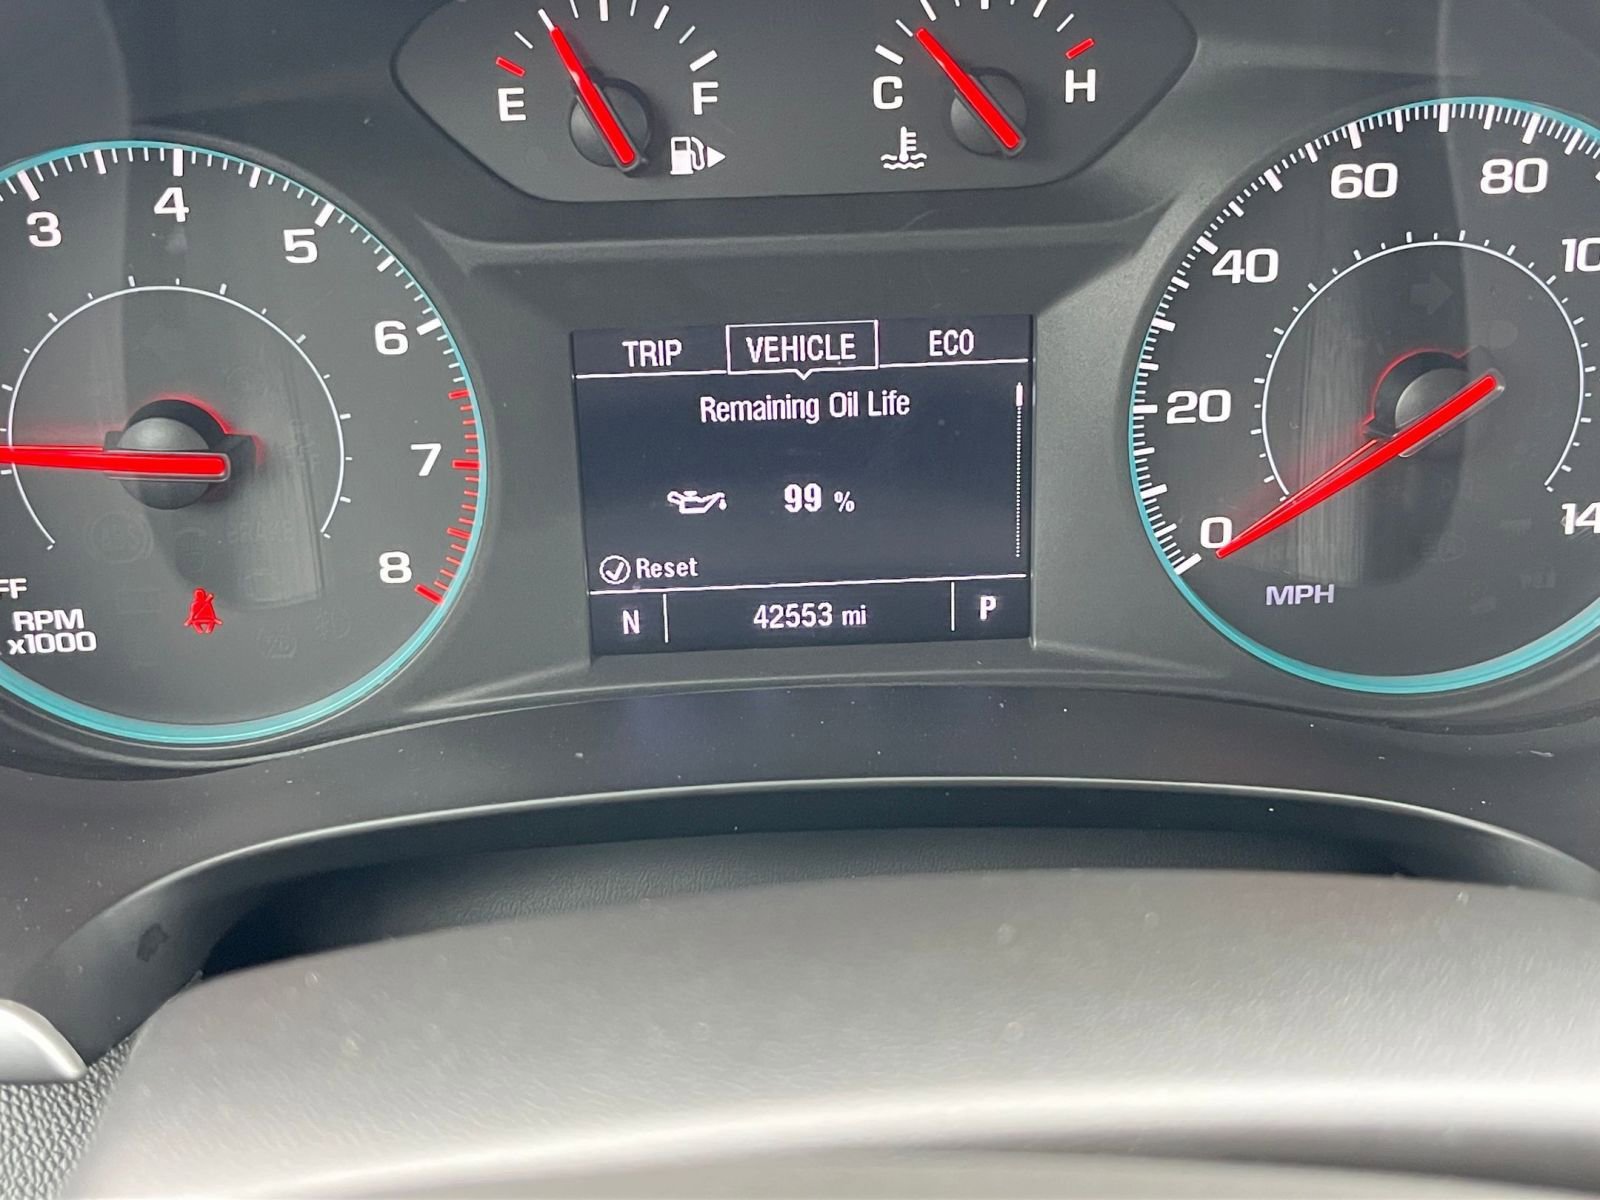 E F
C H
3 4 5 6 7 8
FF
RPM
x1000
TRIP VEHICLE ECO
Remaining Oil Life
99 %
Reset
N 42553 mi P
0 20 40 60 80
MPH